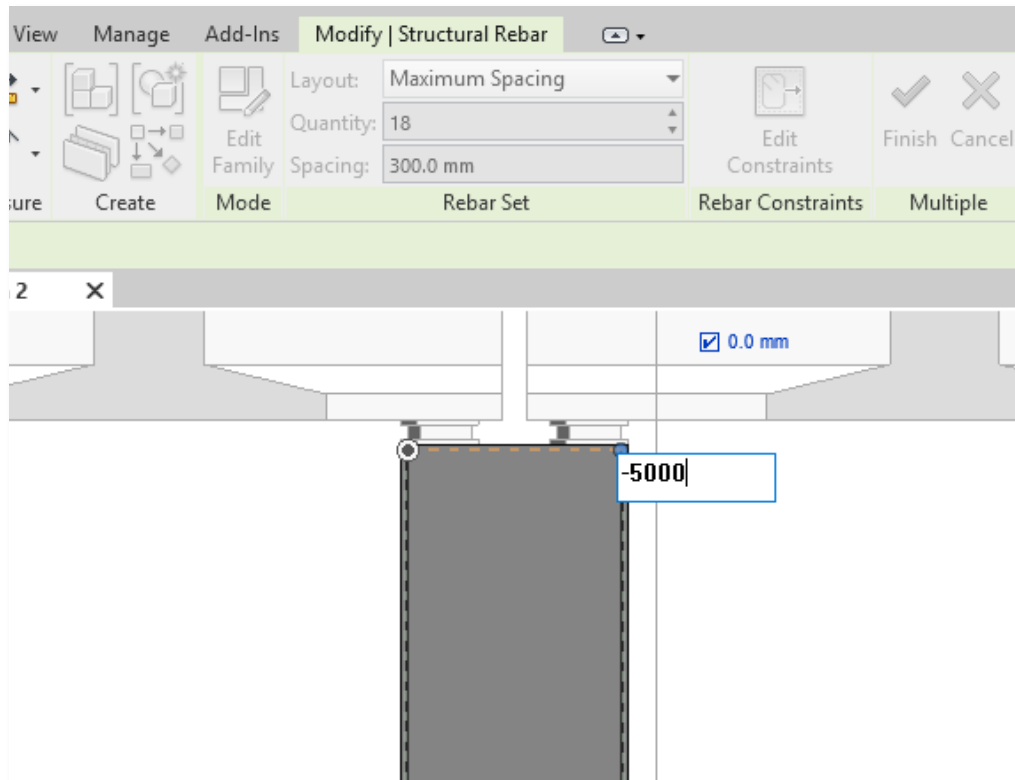 View Manage Add-Ins Modify | Structural Rebar
Layout: Maximum Spacing
Quantity: 18
Edit Family
Spacing: 300.0 mm
Edit Constraints
Finish Cancel
Create Mode Rebar Set Rebar Constraints Multiple
2
0.0 mm
-5000